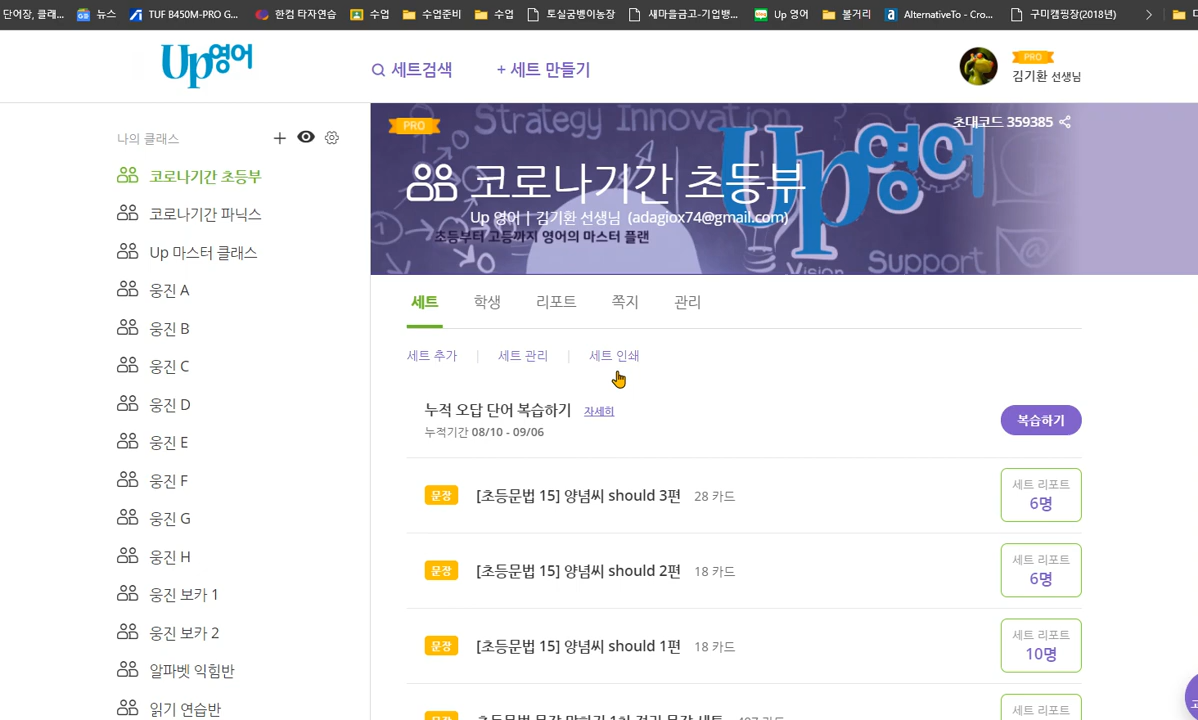 단어장, 클래...
뉴스
TUF B450M-PRO G...
한컴 타자연습
수업
수업준비
수업
토실굼벵이농장
새마을금고-기업뱅...
Up 영어
볼거리
AlternativeTo - Cro...
구미캠핑장(2018년)
Up영어
세트검색
+ 세트 만들기
PRO
김기환 선생님
나의 클래스
코로나기간 초등부
코로나기간 파닉스
Up 마스터 클래스
웅진 A
웅진 B
웅진 C
웅진 D
웅진 E
웅진 F
웅진 G
웅진 H
웅진 보카 1
웅진 보카 2
알파벳 익힘반
읽기 연습반
PRO
Strategy Innovation
초대코드 359385
Up영어
코로나기간 초등부
Up 영어 | 김기환 선생님 (adagiox74@gmail.com)
초등부터 고등까지 영어의 마스터 플랜
Vision
Support
세트
학생
리포트
쪽지
관리
세트 추가
세트 관리
세트 인쇄
누적 오답 단어 복습하기 자세히
누적기간 08/10 - 09/06
복습하기
문장 [초등문법 15] 양념씨 should 3편 28 카드
세트 리포트
6명
문장 [초등문법 15] 양념씨 should 2편 18 카드
세트 리포트
6명
문장 [초등문법 15] 양념씨 should 1편 18 카드
세트 리포트
10명
세트 리포트